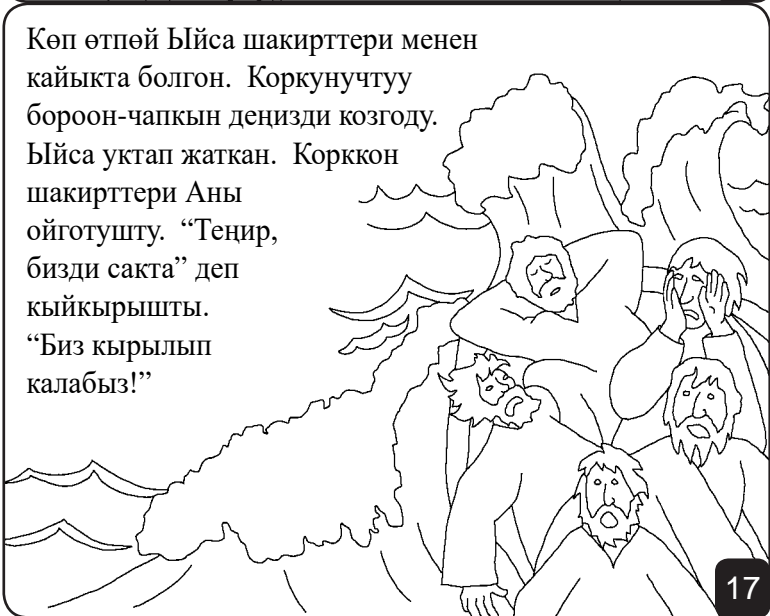 Көп өтпөй Ыйса шакирттери менен
кайыкта болгон. Коркунучтуу
бороон-чапкын деңизди козгоду.
Ыйса уктап жаткан. Корккон
шакирттери Аны
ойготушту. “Теңир,
бизди сакта” деп
кыйкырышты.
“Биз кырылып
калабыз!”
17